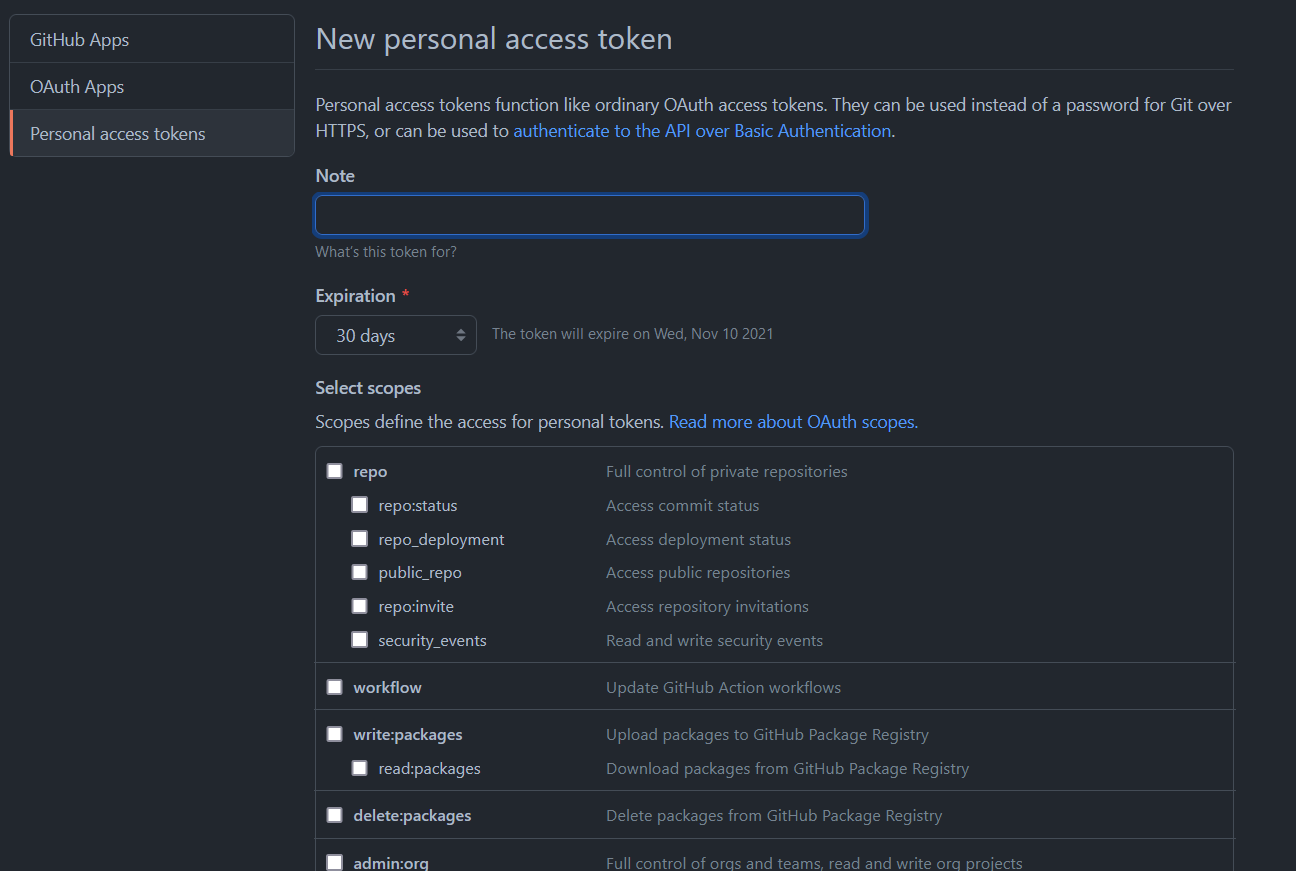 GitHub Apps
OAuth Apps
Personal access tokens
New personal access token
Personal access tokens function like ordinary OAuth access tokens. They can be used instead of a password for Git over
HTTPS, or can be used to authenticate to the API over Basic Authentication.
Note
What's this token for?
Expiration *
30 days The token will expire on Wed, Nov 10 2021
Select scopes
Scopes define the access for personal tokens. Read more about OAuth scopes.
repo Full control of private repositories
repo:status Access commit status
repo_deployment Access deployment status
public_repo Access public repositories
repo:invite Access repository invitations
security_events Read and write security events
workflow Update GitHub Action workflows
write:packages Upload packages to GitHub Package Registry
read:packages Download packages from GitHub Package Registry
delete:packages Delete packages from GitHub Package Registry
admin:org Full control of orgs and teams, read and write org projects